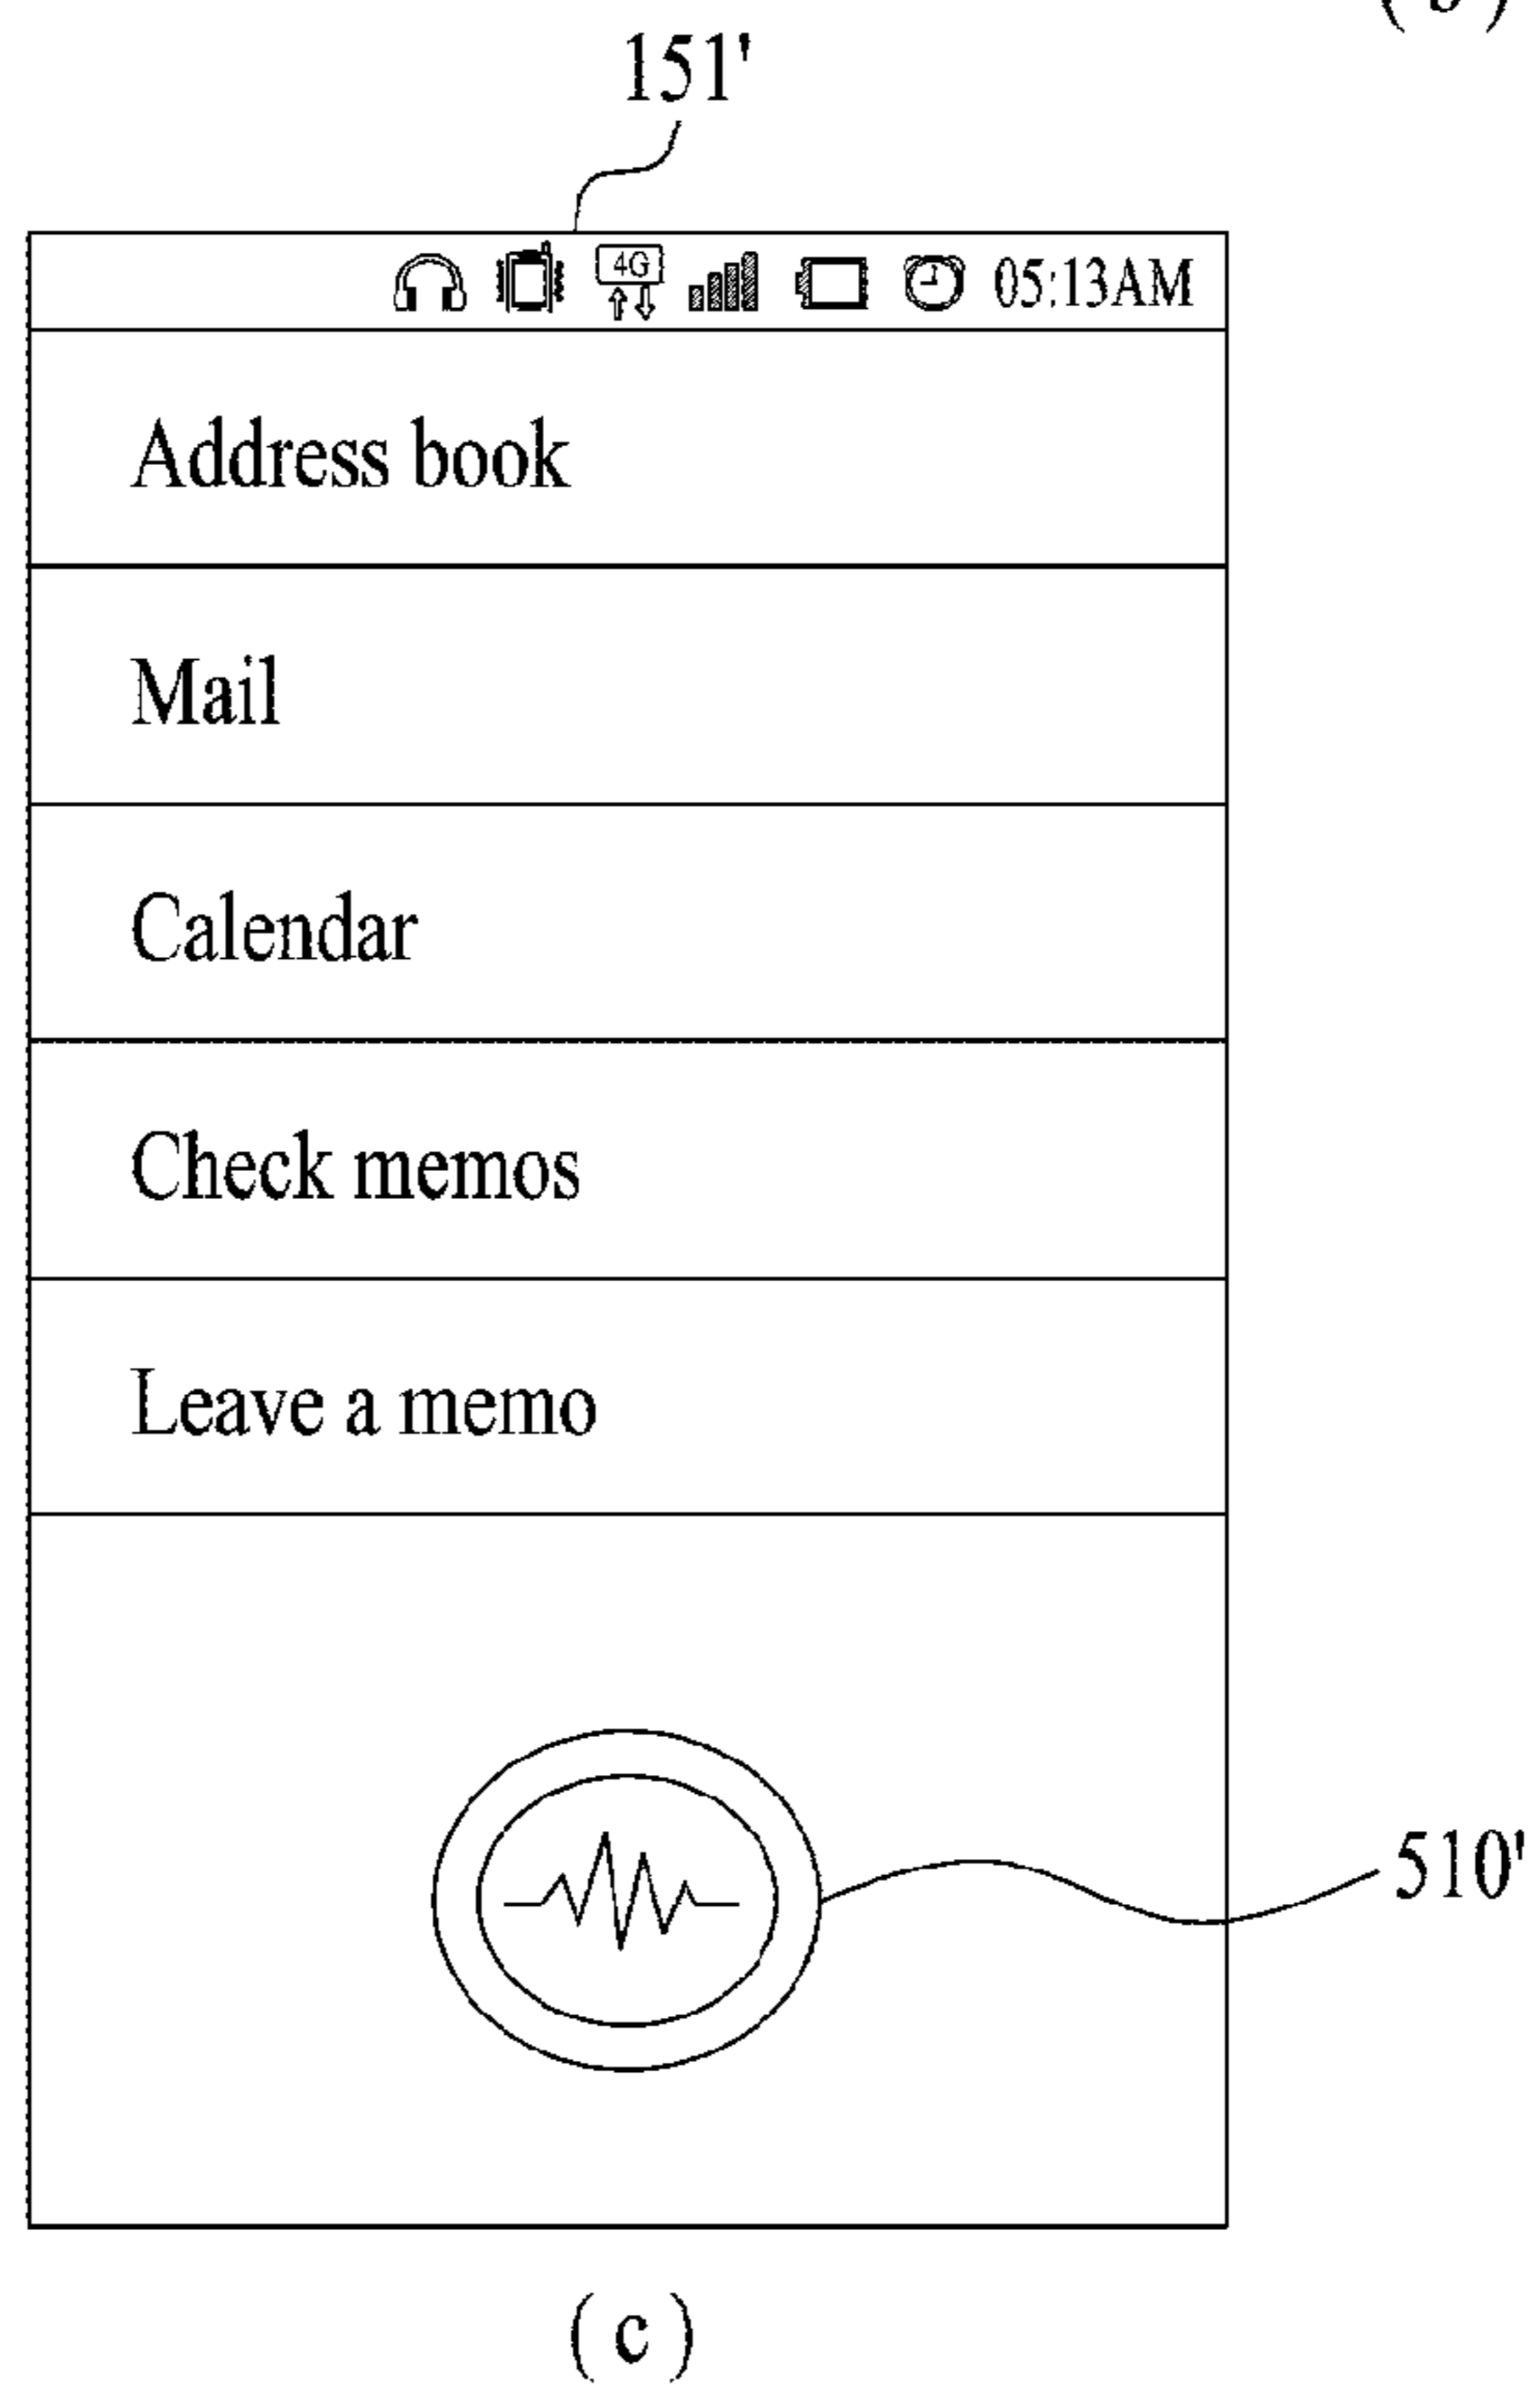 151'
4G
05:13AM
Address book
Mail
Calendar
Check memos
Leave a memo
510'
(c)